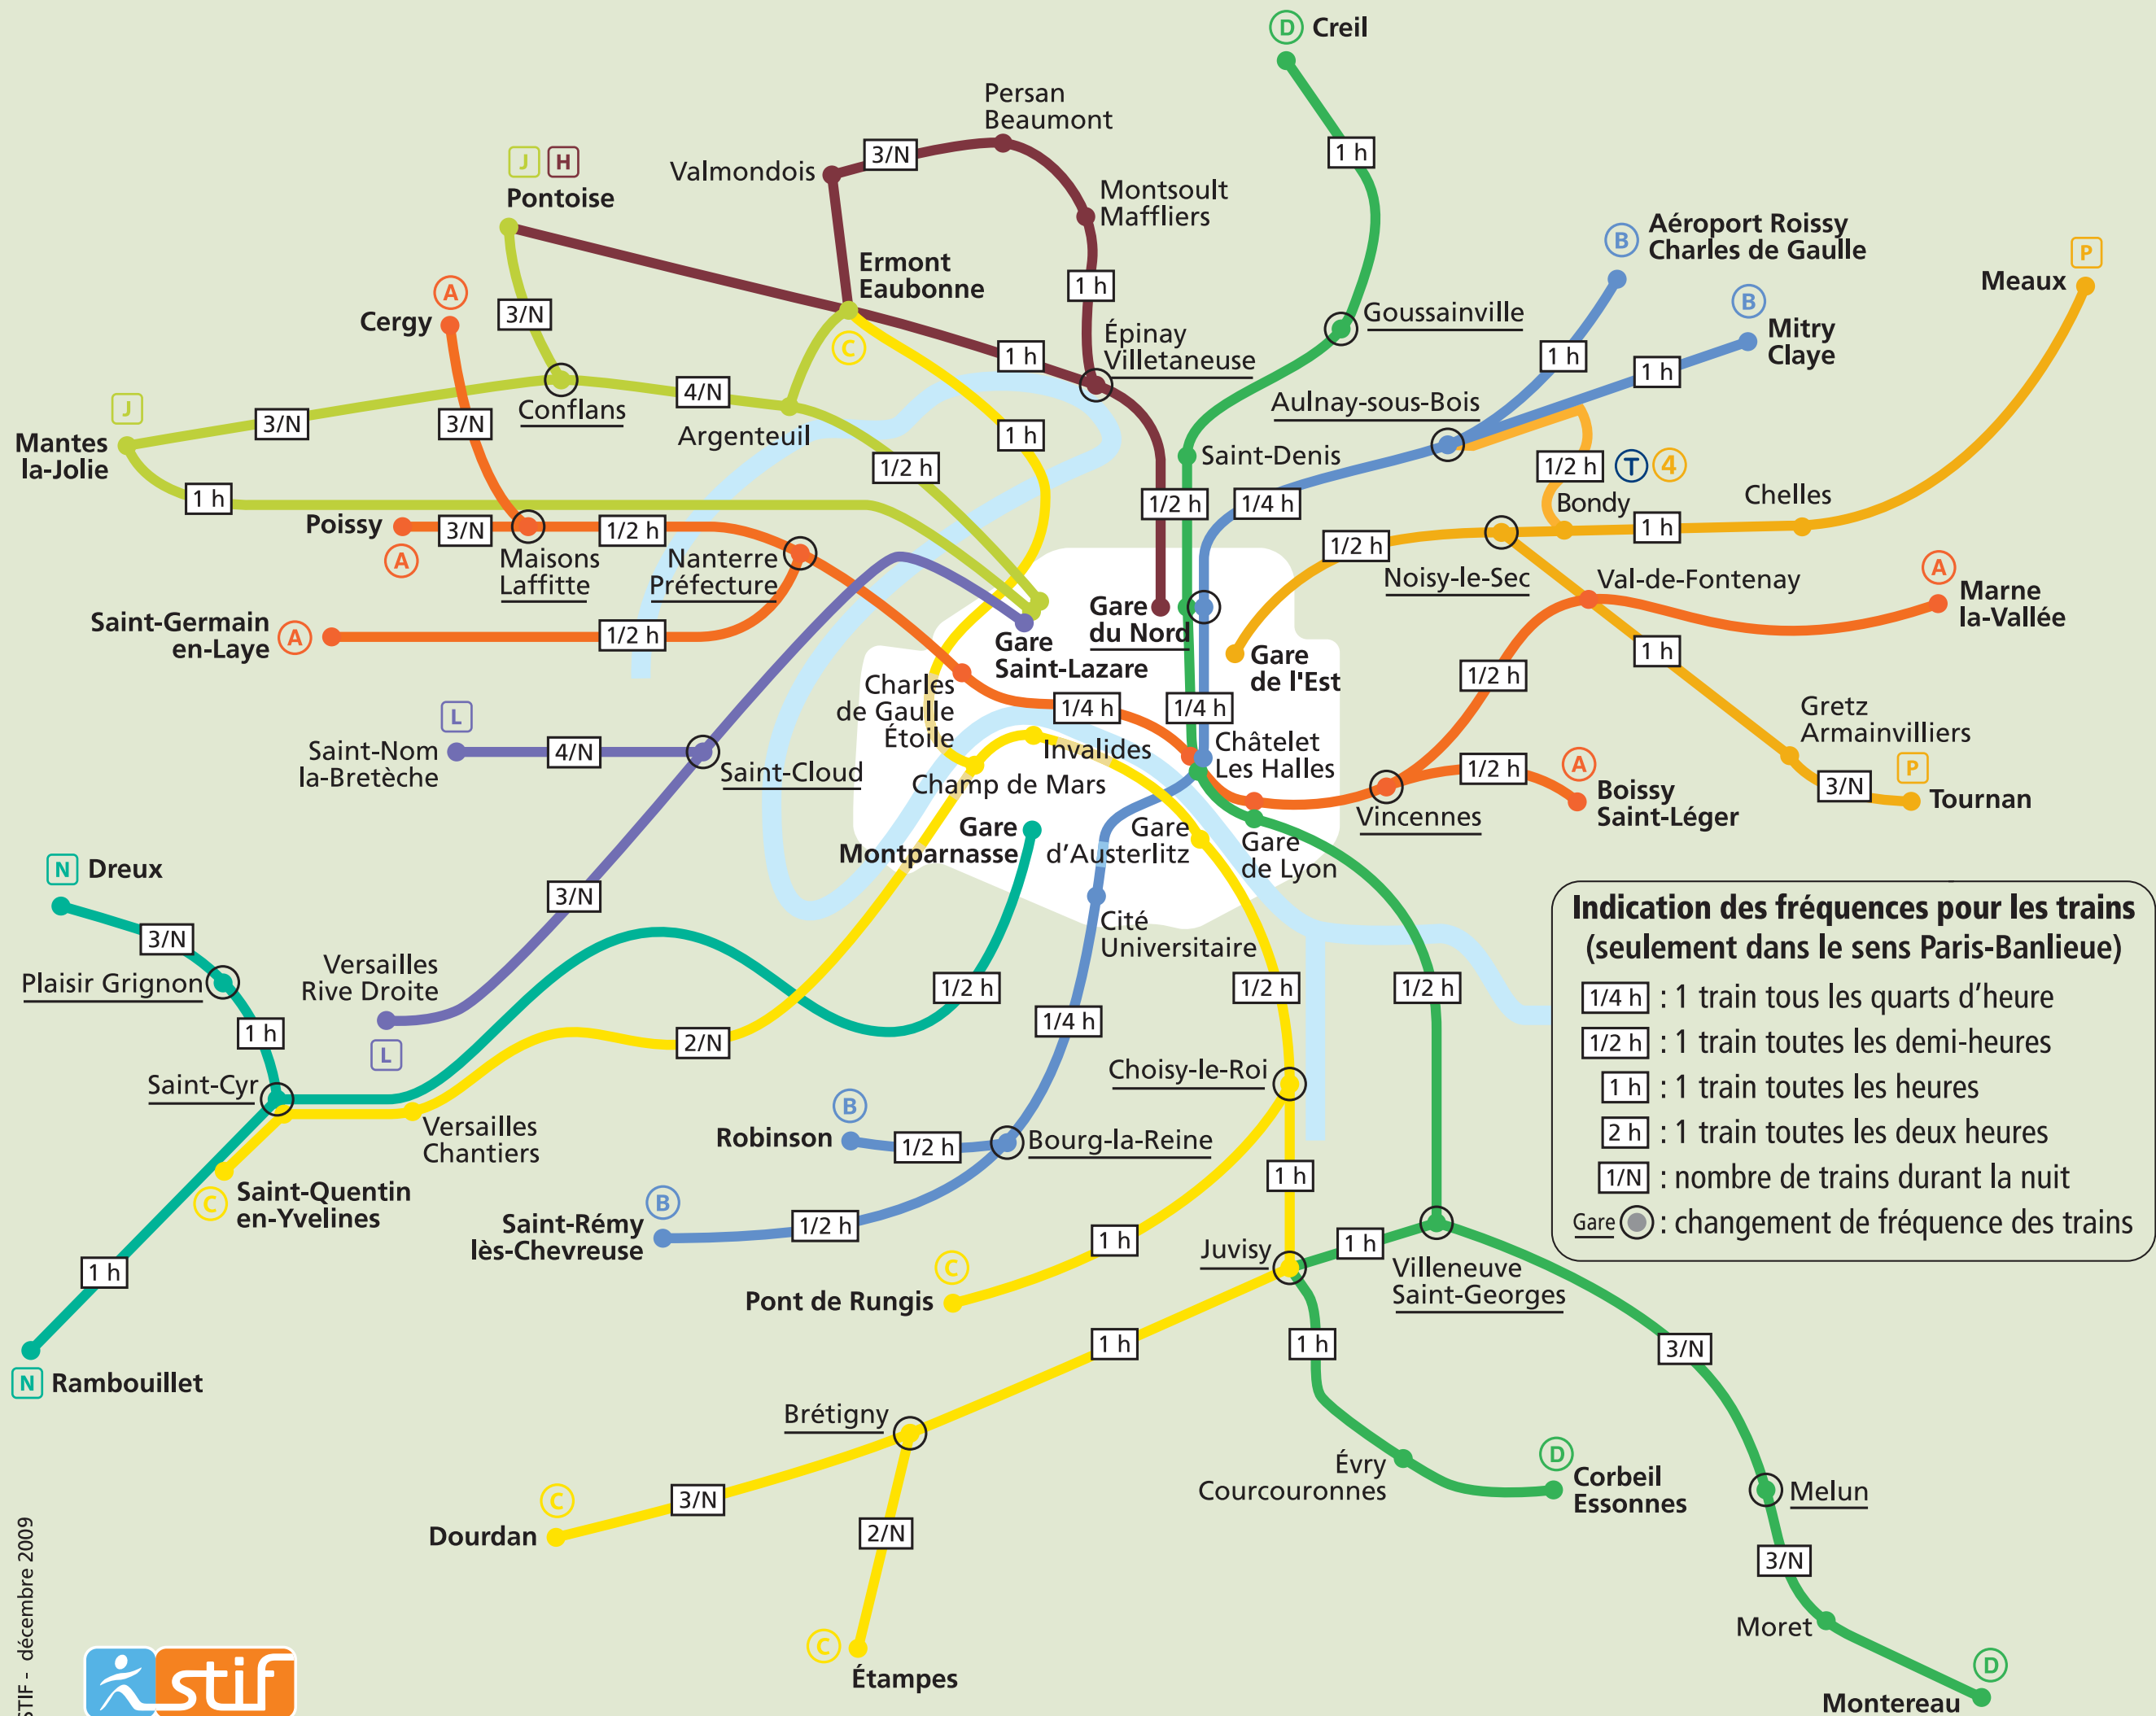 D Creil
Persan
Beaumont
1 h
3/N
J H
Pontoise
Valmondois
Montsoult
Maffliers
Aéroport Roissy
Charles de Gaulle
B
P
Meaux
Ermont
Eaubonne
1 h
A
Cergy
3/N
B
Mitry
Claye
Goussainville
Épinay
Villetaneuse
C
1 h
1 h
1 h
4/N
J
3/N
3/N
Conflans
Argenteuil
Aulnay-sous-Bois
Mantes
la-Jolie
1 h
1/2 h
Saint-Denis
1/2 h
T 4
1 h
1/2 h
1/4 h
Bondy
Chelles
Poissy
3/N
1/2 h
A
Maisons
Laffitte
Nanterre
Préfecture
1/2 h
1 h
Noisy-le-Sec
Val-de-Fontenay
A
Marne
la-Vallée
Saint-Germain
en-Laye
A
1/2 h
Gare
du Nord
Gare
Saint-Lazare
Gare
de l'Est
1 h
1/2 h
Charles
de Gaulle
Étoile
1/4 h
1/4 h
L
Saint-Nom
la-Bretèche
4/N
Saint-Cloud
Invalides
Champ de Mars
Châtelet
Les Halles
Gretz
Armainvilliers
1/2 h
A
Boissy
Saint-Léger
Vincennes
3/N
P
Tournan
Gare
Montparnasse
Gare
d'Austerlitz
Gare
de Lyon
N Dreux
3/N
3/N
Cité
Universitaire
Plaisir Grignon
Versailles
Rive Droite
L
1/2 h
1/2 h
1/2 h
1 h
2/N
1/4 h
Saint-Cyr
Versailles
Chantiers
Choisy-le-Roi
B
Robinson
1/2 h
Bourg-la-Reine
C
Saint-Quentin
en-Yvelines
1 h
B
Saint-Rémy
lès-Chevreuse
1/2 h
1 h
1 h
Juvisy
1 h
Villeneuve
Saint-Georges
C
Pont de Rungis
1 h
1 h
3/N
N Rambouillet
Brétigny
Évry
Courcouronnes
D
Corbeil
Essonnes
Melun
C
Dourdan
3/N
2/N
3/N
Moret
C
Étampes
D
Montereau
Indication des fréquences pour les trains
(seulement dans le sens Paris-Banlieue)
1/4 h : 1 train tous les quarts d’heure
1/2 h : 1 train toutes les demi-heures
1 h : 1 train toutes les heures
2 h : 1 train toutes les deux heures
1/N : nombre de trains durant la nuit
Gare : changement de fréquence des trains
STIF - décembre 2009
stif